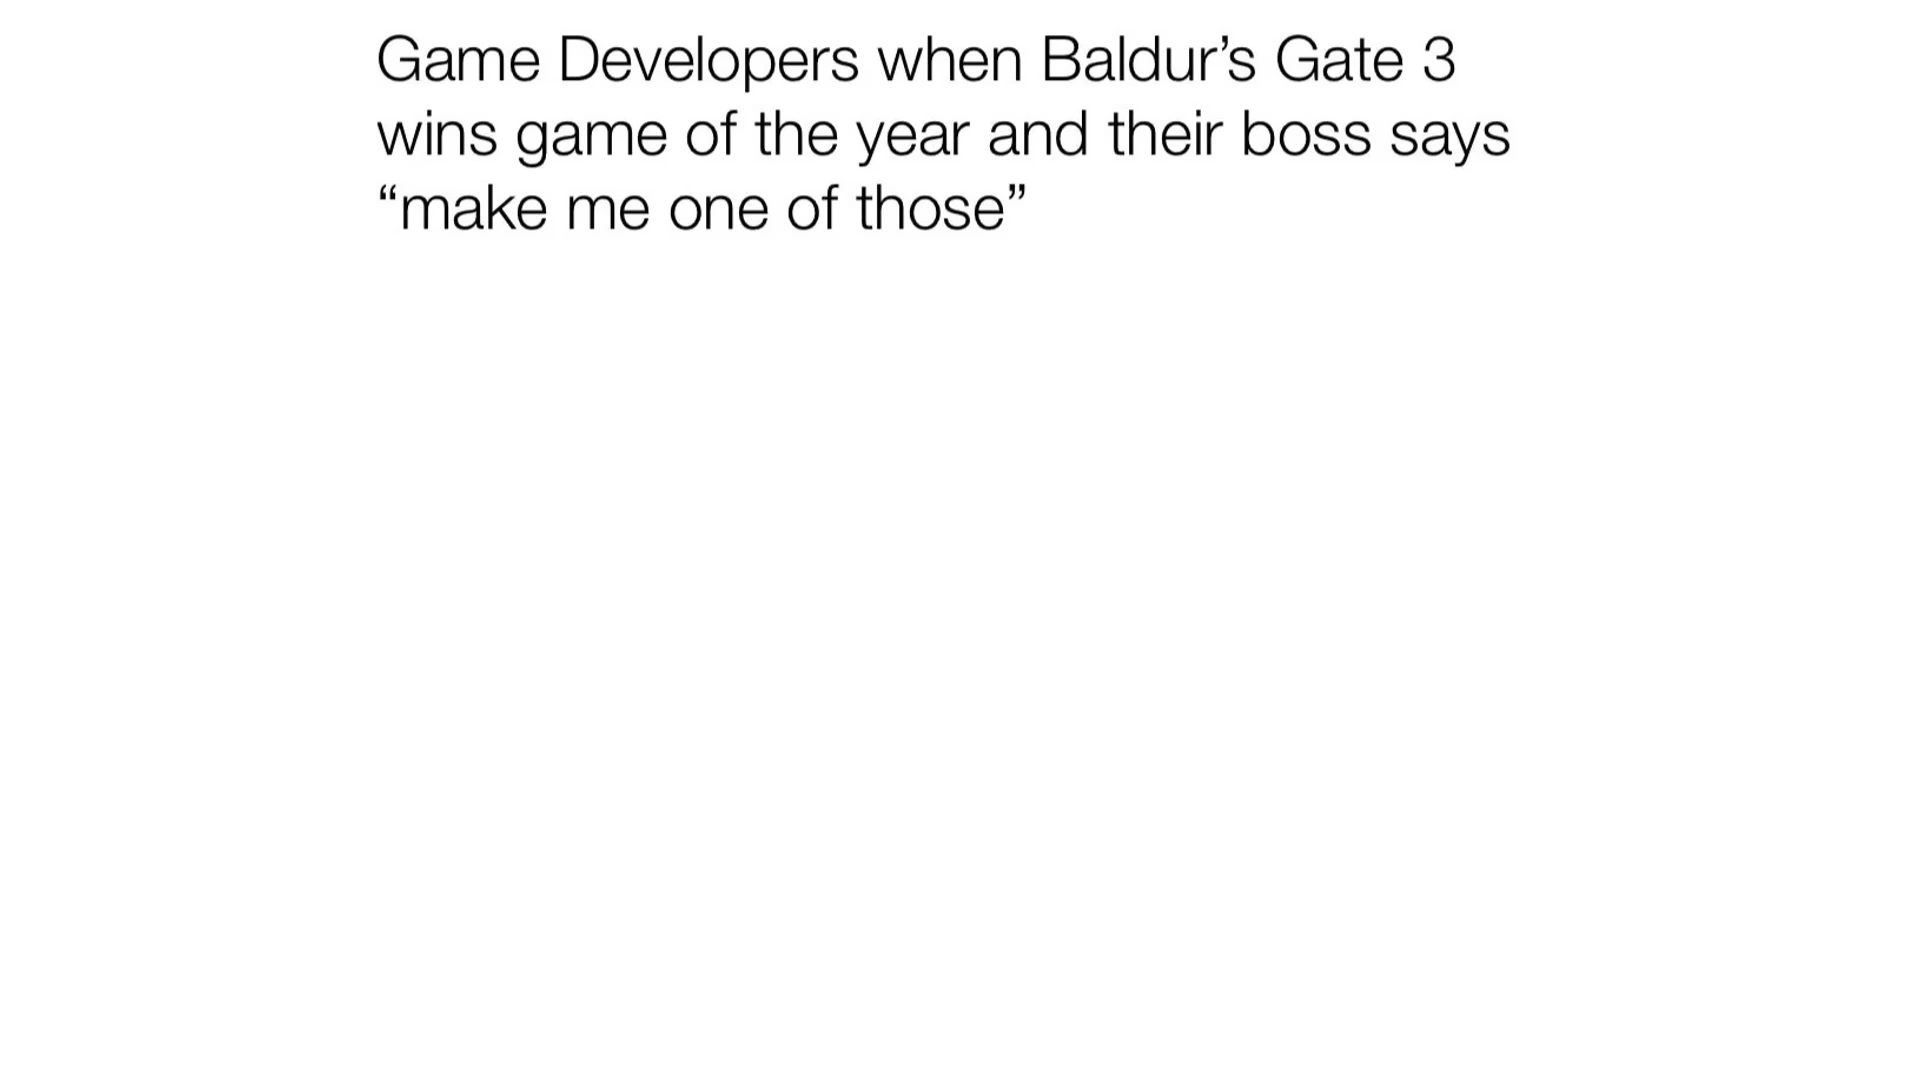 Game Developers when Baldur’s Gate 3
wins game of the year and their boss says
“make me one of those”